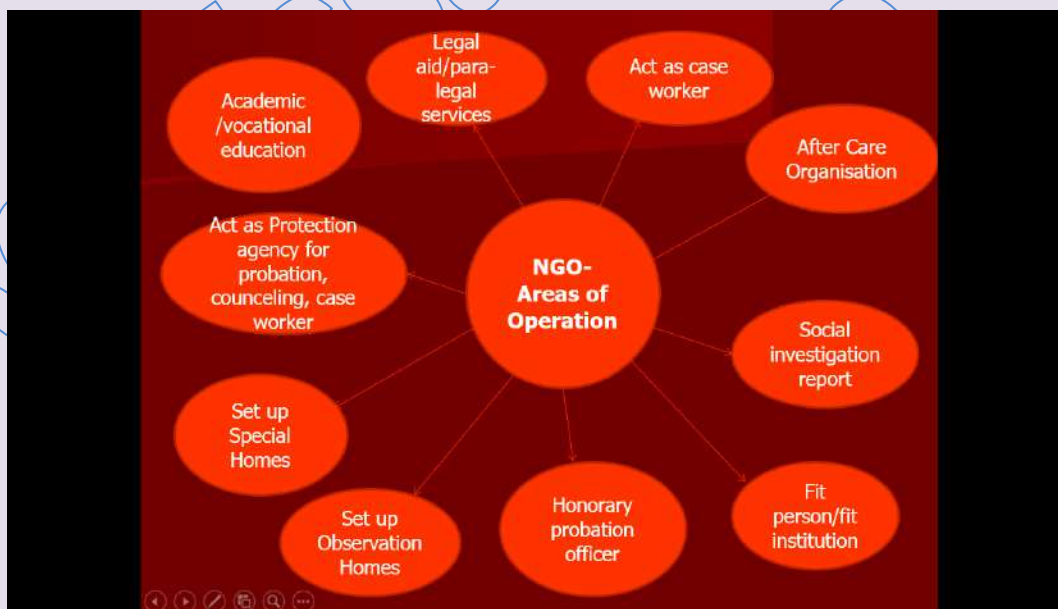 Legal
aid/para-
legal
services
Act as case
worker
Academic
/vocational
education
After Care
Organisation
Act as Protection
agency for
probation,
counceling, case
worker
NGO-
Areas of
Operation
Social
investigation
report
Set up
Special
Homes
Set up
Observation
Homes
Honorary
probation
officer
Fit
person/fit
institution